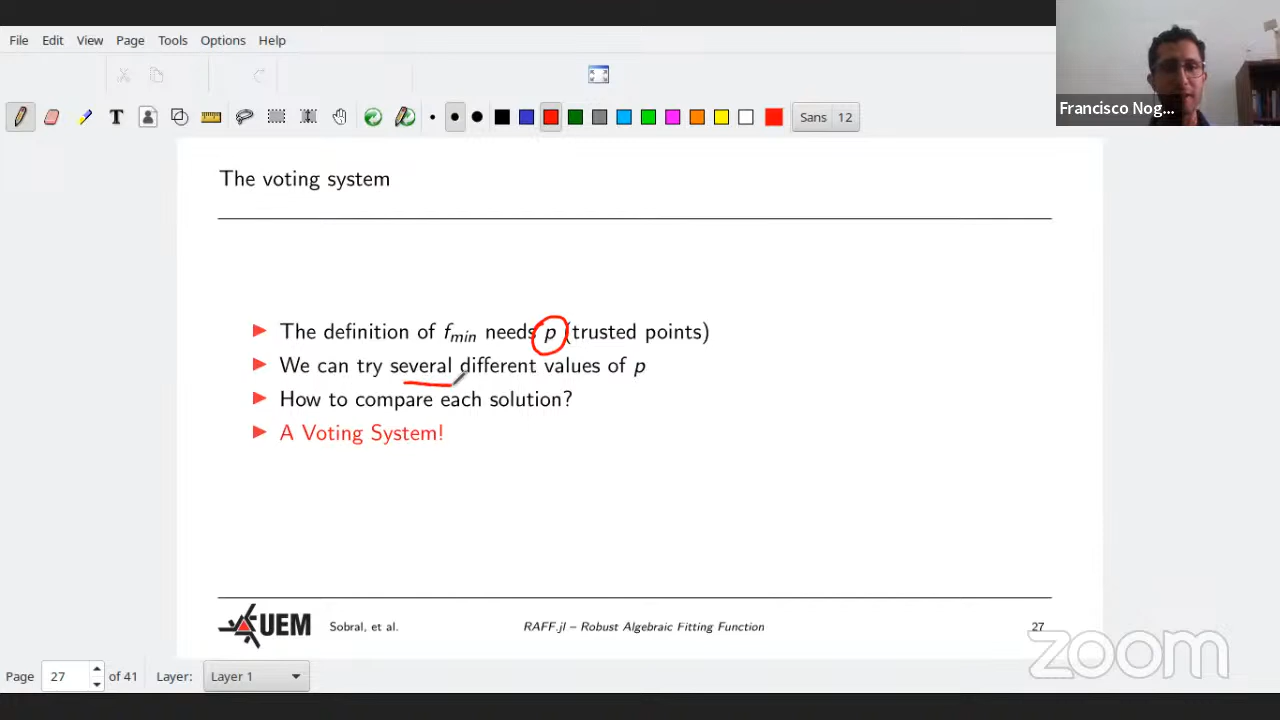 File Edit View Page Tools Options Help
Francisco Nog...
T Sans 12
The voting system
▶ The definition of fmin needs p (trusted points)
▶ We can try several different values of p
▶ How to compare each solution?
▶ A Voting System!
UEM Sobral, et al. RAFF.jl – Robust Algebraic Fitting Function 27
zoom
Page 27 of 41 Layer: Layer 1